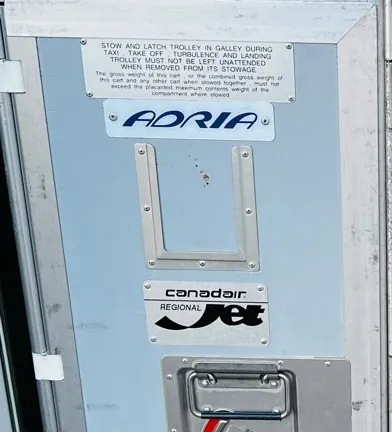 STOW AND LATCH TROLLEY IN GALLEY DURING
TAXI , TAKE OFF , TURBULENCE AND LANDING
TROLLEY MUST NOT BE LEFT UNATTENDED
WHEN REMOVED FROM ITS STOWAGE
The gross weight of this cart , or the combined gross weight of
this cart and any other cart when stowed together , must not
exceed the placarded maximum contents weight of the
compartment where stowed
ADRIA
canadair
REGIONAL
Jet